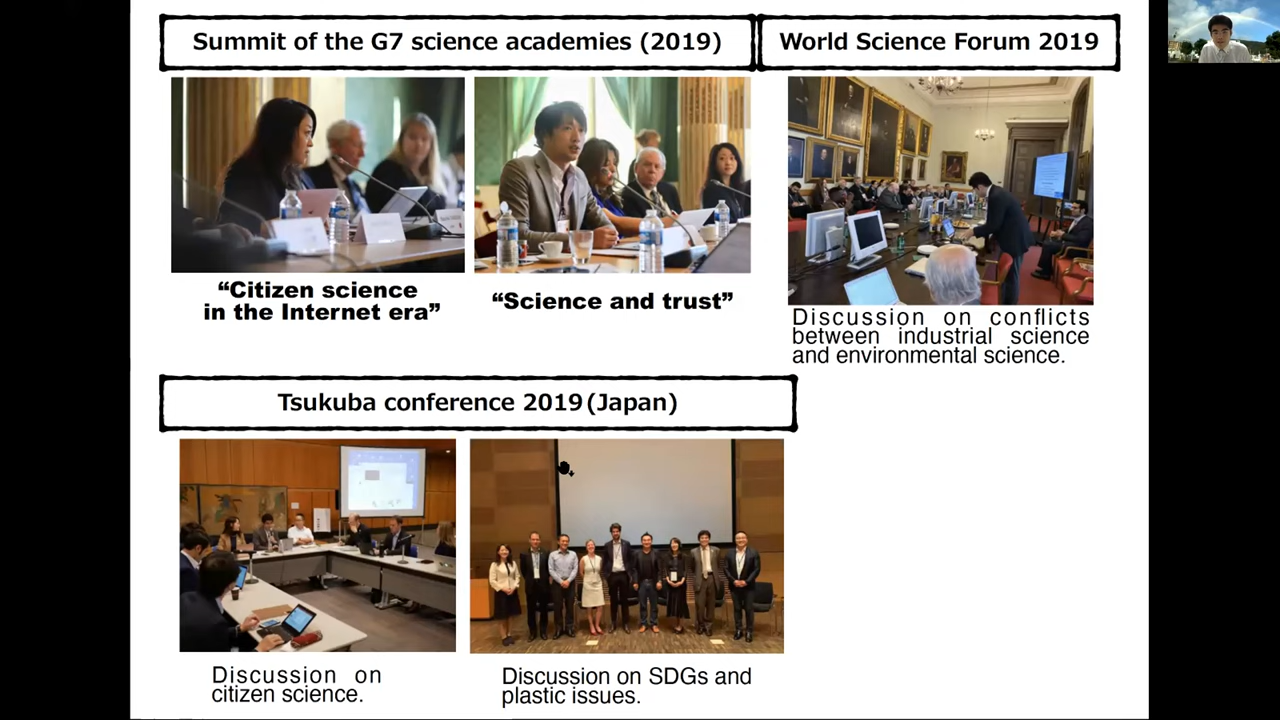 Summit of the G7 science academies (2019)
World Science Forum 2019
“Citizen science
in the Internet era”
“Science and trust”
Discussion on conflicts
between industrial science
and environmental science.
Tsukuba conference 2019(Japan)
Discussion on
citizen science.
Discussion on SDGs and
plastic issues.